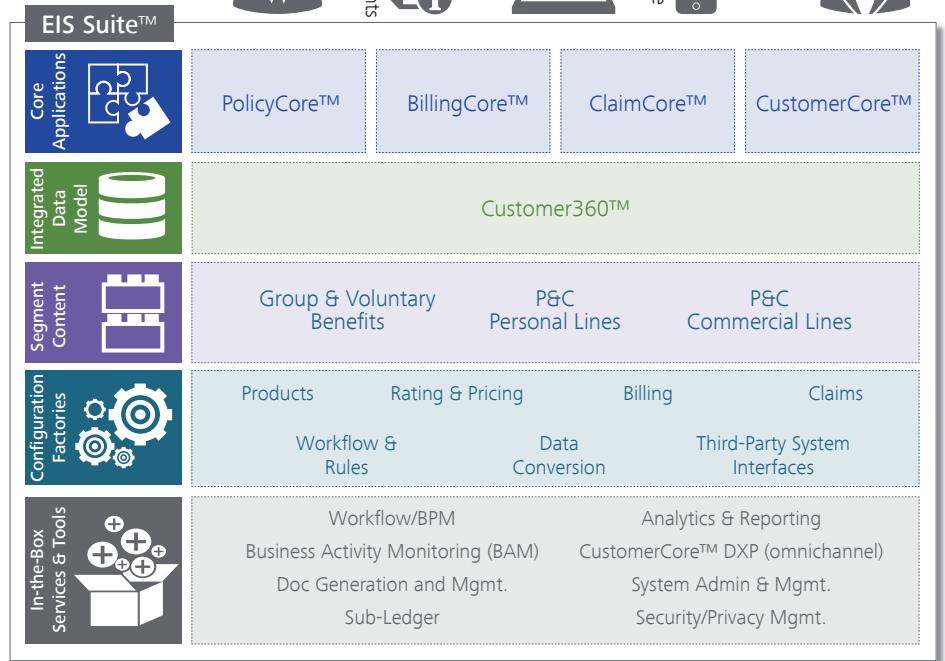 EIS Suite™
Core
Applications
PolicyCore™
BillingCore™
ClaimCore™
CustomerCore™
Integrated
Data
Model
Customer360™
Segment
Content
Group & Voluntary
Benefits
P&C
Personal Lines
P&C
Commercial Lines
Configuration
Factories
Products
Rating & Pricing
Billing
Claims
Workflow &
Rules
Data
Conversion
Third-Party System
Interfaces
In-the-Box
Services & Tools
Workflow/BPM
Business Activity Monitoring (BAM)
Doc Generation and Mgmt.
Sub-Ledger
Analytics & Reporting
CustomerCore™ DXP (omnichannel)
System Admin & Mgmt.
Security/Privacy Mgmt.